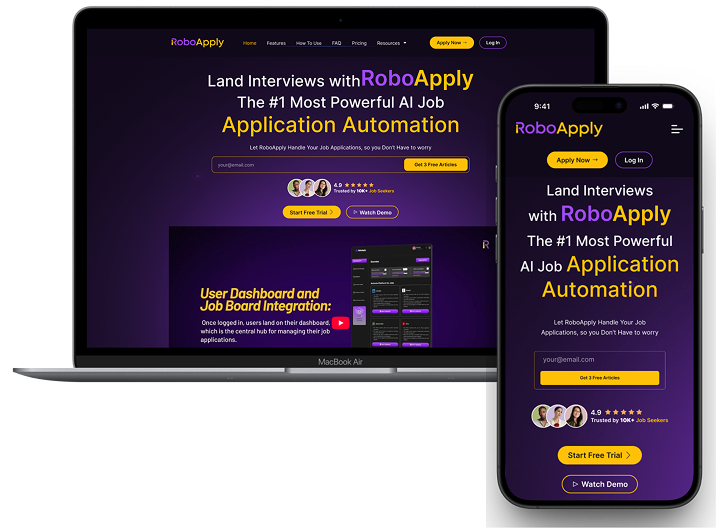 RoboApply
Home Features How To Use FAQ Pricing Resources
Apply Now → Log In
Land Interviews with RoboApply
The #1 Most Powerful AI Job
Application Automation
Let RoboApply Handle Your Job Applications, so you Don't Have to worry
your@email.com Get 3 Free Articles
4.9
Trusted by 10K+ Job Seekers
Start Free Trial > Watch Demo
User Dashboard and
Job Board Integration:
Once logged in, users land on their dashboard,
which is the central hub for managing their job
applications.
MacBook Air
9:41
RoboApply
Apply Now → Log In
Land Interviews
with RoboApply
The #1 Most Powerful
AI Job Application
Automation
Let RoboApply Handle Your Job
Applications, so you Don't Have to worry
your@email.com
Get 3 Free Articles
4.9
Trusted by 10K+ Job Seekers
Start Free Trial >
Watch Demo